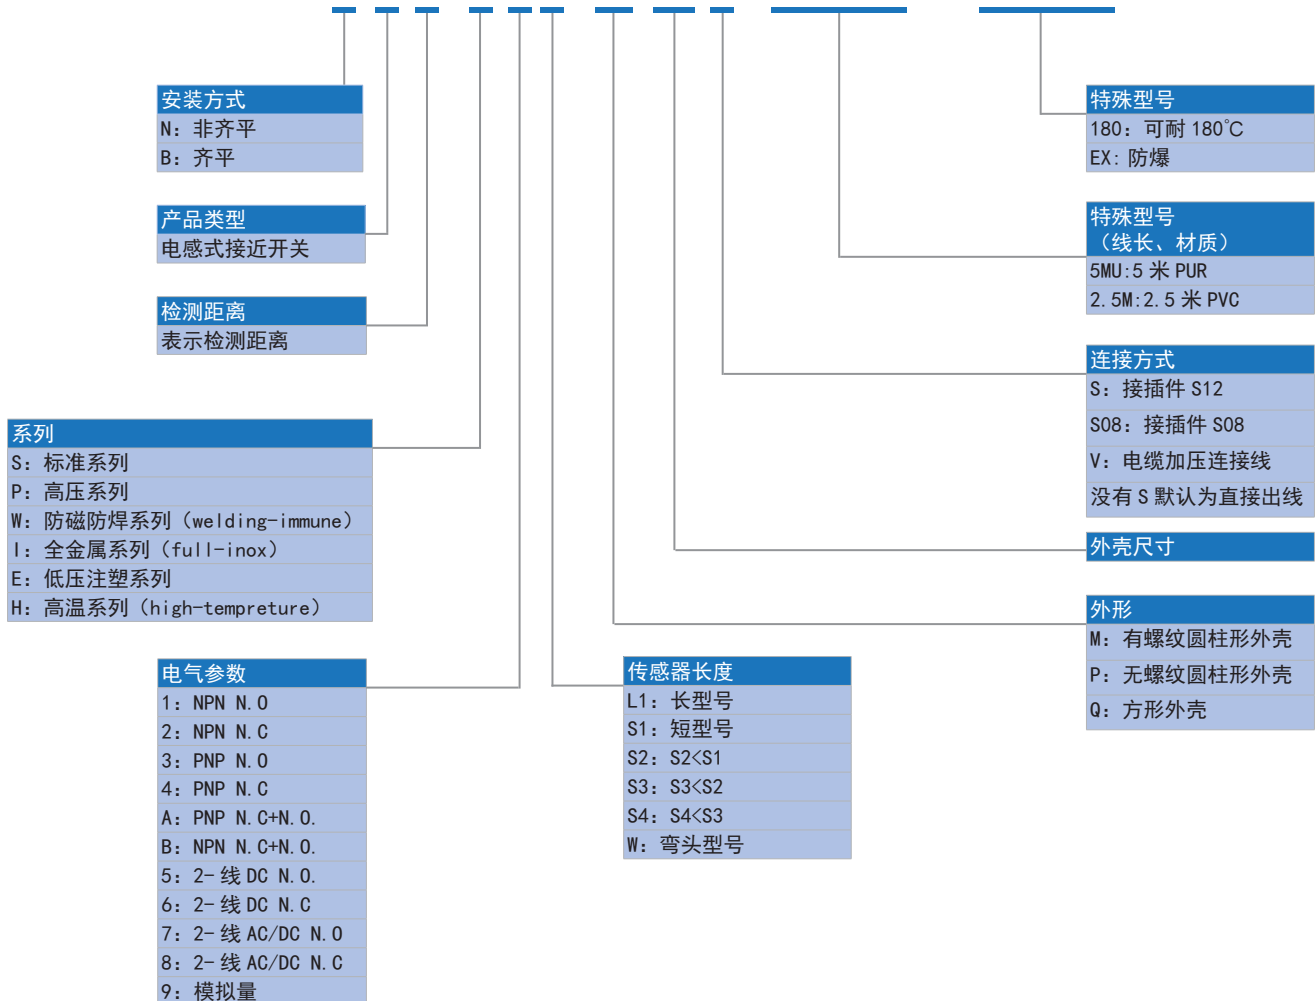 安装方式
N: 非齐平
B: 齐平
产品类型
电感式接近开关
检测距离
表示检测距离
系列
S: 标准系列
P: 高压系列
W: 防磁防焊系列（welding-immune）
I: 全金属系列（full-inox）
E: 低压注塑系列
H: 高温系列（high-tempreture）
电气参数
1: NPN N.O
2: NPN N.C
3: PNP N.O
4: PNP N.C
A: PNP N.C+N.O.
B: NPN N.C+N.O.
5: 2-线 DC N.O.
6: 2-线 DC N.C
7: 2-线 AC/DC N.O
8: 2-线 AC/DC N.C
9: 模拟量
传感器长度
L1: 长型号
S1: 短型号
S2: S2<S1
S3: S3<S2
S4: S4<S3
W: 弯头型号
特殊型号
180: 可耐 180℃
EX: 防爆
特殊型号
（线长、材质）
5MU:5 米 PUR
2.5M:2.5 米 PVC
连接方式
S: 接插件 S12
S08: 接插件 S08
V: 电缆加压连接线
没有 S 默认为直接出线
外壳尺寸
外形
M: 有螺纹圆柱形外壳
P: 无螺纹圆柱形外壳
Q: 方形外壳